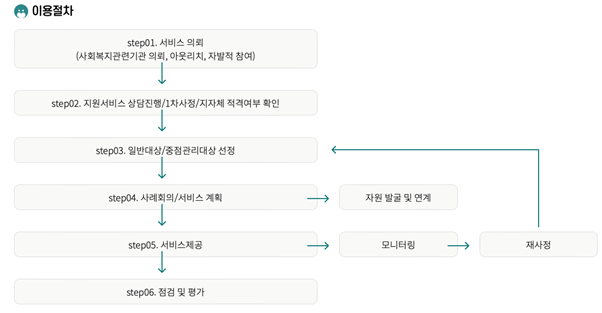 이용절차
step01. 서비스 의뢰
(사회복지관련기관 의뢰, 아웃리치, 자발적 참여)
step02. 지원서비스 상담진행/1차사정/지자체 적격여부 확인
step03. 일반대상/중점관리대상 선정
step04. 사례회의/서비스 계획
자원 발굴 및 연계
step05. 서비스제공
모니터링
재사정
step06. 점검 및 평가